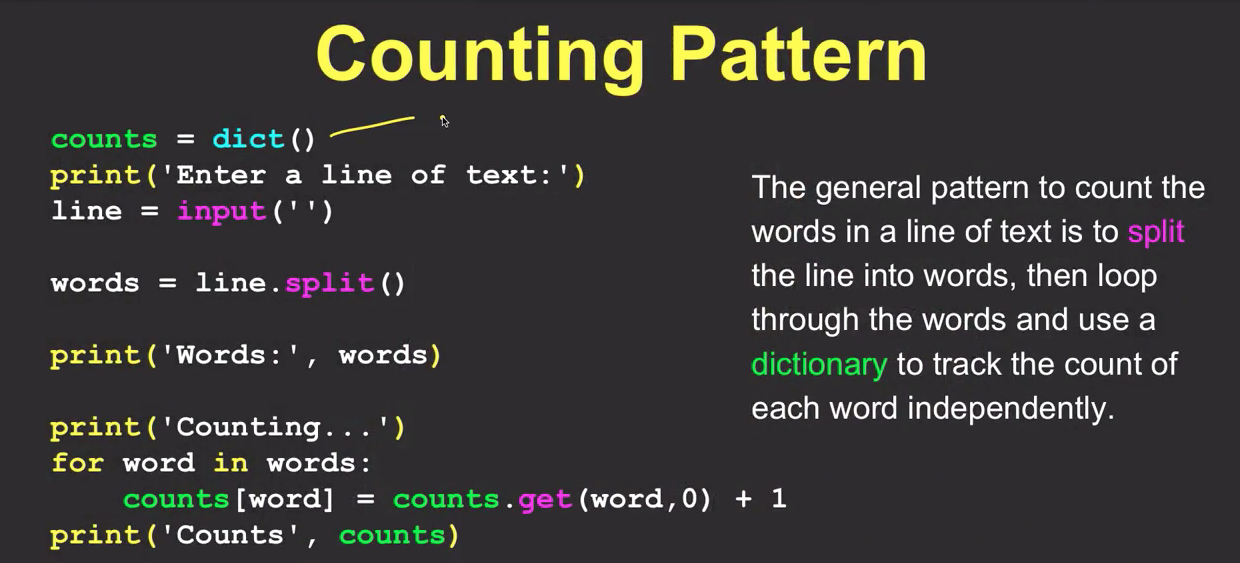 Counting Pattern
counts = dict()
print('Enter a line of text:')
line = input('')
words = line.split()
print('Words:', words)
print('Counting...')
for word in words:
    counts[word] = counts.get(word,0) + 1
print('Counts', counts)
The general pattern to count the
words in a line of text is to split
the line into words, then loop
through the words and use a
dictionary to track the count of
each word independently.